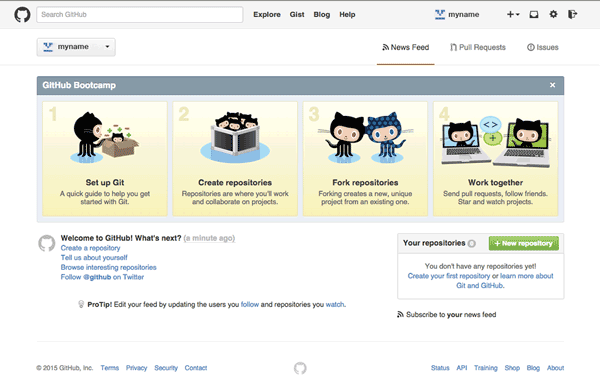 Search GitHub
Explore Gist Blog Help
myname
myname
News Feed Pull Requests Issues
GitHub Bootcamp
1
Set up Git
A quick guide to help you get
started with Git.
2
Create repositories
Repositories are where you'll work
and collaborate on projects.
3
Fork repositories
Forking creates a new, unique
project from an existing one.
4
<>
+
Work together
Send pull requests, follow friends.
Star and watch projects.
Welcome to GitHub! What's next? (a minute ago)
Create a repository
Tell us about yourself
Browse interesting repositories
Follow @github on Twitter
ProTip! Edit your feed by updating the users you follow and repositories you watch.
Your repositories 0
+ New repository
You don't have any repositories yet!
Create your first repository or learn more about
Git and GitHub.
Subscribe to your news feed
© 2015 GitHub, Inc. Terms Privacy Security Contact
Status API Training Shop Blog About